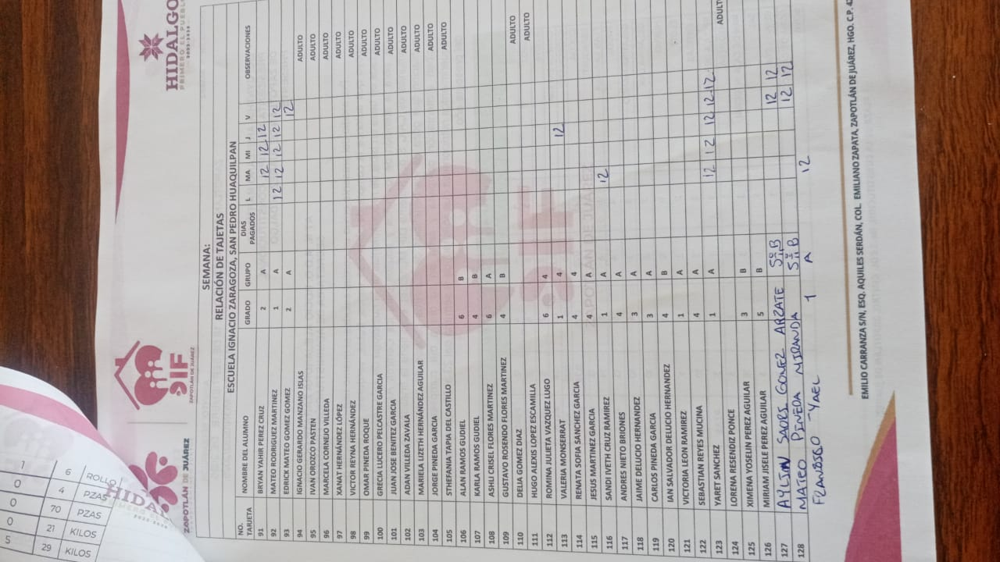 HIDALGO
PRIMERO EL PUEBLO
DIF
ZAPOTLÁN DE JUÁREZ
ZAPOTLÁN DE JUÁREZ
SEMANA:
RELACIÓN DE TAJETAS
ESCUELA IGNACIO ZARAGOZA, SAN PEDRO HUAQUILPAN
NO. TARJETA NOMBRE DEL ALUMNO GRADO GRUPO DIAS PAGADOS L MA MI J V OBSERVACIONES
91 BRYAN YAHIR PEREZ CRUZ 2 A 12 12 12
92 MATEO RODRIGUEZ MARTINEZ 1 A 12 12 12 12 12
93 EDRICK MATEO GOMEZ GOMEZ 2 A 12
94 IGNACIO GERARDO MANZANO ISLAS ADULTO
95 IVAN OROZCO PASTEN ADULTO
96 MARCELA CORNEJO VILLEDA ADULTO
97 XANAT HERNÁNDEZ LÓPEZ ADULTO
98 VICTOR REYNA HERNÁNDEZ ADULTO
99 OMAR PINEDA ROQUE ADULTO
100 GRECIA LUCERO PELCASTRE GARCIA ADULTO
101 JUAN JOSE BENITEZ GARCIA ADULTO
102 ADAN VILLEDA ZAVALA ADULTO
103 MARIELA LIZETH HERNÁNDEZ AGUILAR ADULTO
104 JORGE PINEDA GARCIA ADULTO
105 STHEFANIA TAPIA DEL CASTILLO ADULTO
106 ALAN RAMOS GUDIEL 6 B
107 KARLA RAMOS GUDIEL 4 B
108 ASHLI CRISEL FLORES MARTINEZ 6 A
109 GUSTAVO ROSENDO FLORES MARTINEZ 4 B
110 DELIA GOMEZ DIAZ ADULTO
111 HUGO ALEXIS LOPEZ ESCAMILLA ADULTO
112 ROMINA JULIETA VAZQUEZ LUGO 6 4
113 VALERIA MONSERRAT 1 4 12
114 RENATA SOFIA SANCHEZ GARCIA 4 4
115 JESUS MARTINEZ GARCIA 4 A
116 SANDI IVETH CRUZ RAMIREZ 1 A 12
117 ANDRES NIETO BRIONES 4 A
118 JAIME DELUCIO HERNANDEZ 3 A
119 CARLOS PINEDA GARCIA 3 A
120 IAN SALVADOR DELUCIO HERNANDEZ 4 B
121 VICTORIA LEON RAMIREZ 1 A
122 SEBASTIAN REYES MUCINA 4 A
123 YARET SANCHEZ 1 A 12 12 12 12 12
124 LORENA RESENDIZ PONCE ADULTO
125 XIMENA YOSELIN PEREZ AGUILAR 3 B
126 MIRIAM JISELE PEREZ AGUILAR 5 B
127 AYLSIN SAORI GOMEZ ARZATE 5º B 12 12
128 MATEO PINEDA MIRANDA 5º B 12 12
YAEL 1 A 12
EMILIO CARRANZA S/N, ESQ. AQUILES SERDÁN, COL. EMILIANO ZAPATA, ZAPOTLÁN DE JUÁREZ, HGO. C.P. 42
1 6 ROLLO
0 4 PZAS
0 70 PZAS
0 21 KILOS
5 29 KILOS